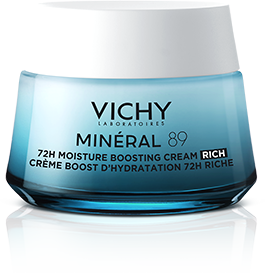 VICHY
LABORATOIRES
MINÉRAL 89
72H MOISTURE BOOSTING CREAM RICH
CRÈME BOOST D'HYDRATATION 72H RICHE